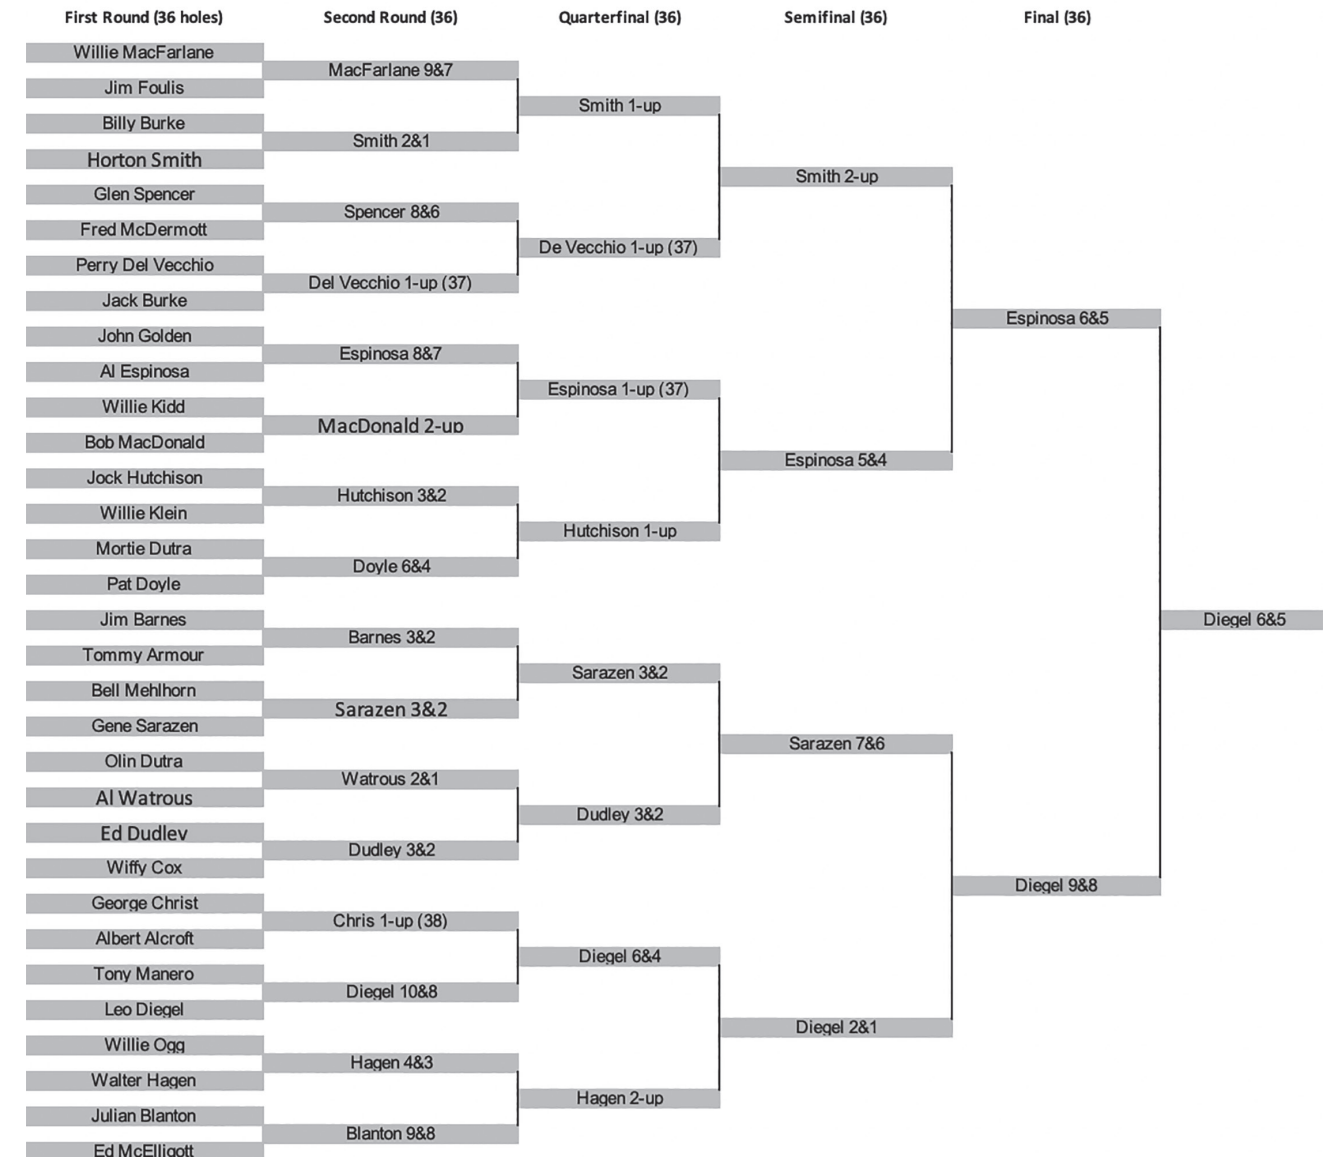 First Round (36 holes) Second Round (36) Quarterfinal (36) Semifinal (36) Final (36)
Willie MacFarlane
MacFarlane 9&7
Jim Foulis
Smith 1-up
Billy Burke
Smith 2&1
Horton Smith
Smith 2-up
Glen Spencer
Spencer 8&6
Fred McDermott
De Vecchio 1-up (37)
Perry Del Vecchio
Del Vecchio 1-up (37)
Jack Burke
Espinosa 6&5
John Golden
Espinosa 8&7
Al Espinosa
Espinosa 1-up (37)
Willie Kidd
MacDonald 2-up
Bob MacDonald
Espinosa 5&4
Jock Hutchison
Hutchison 3&2
Willie Klein
Hutchison 1-up
Mortie Dutra
Doyle 6&4
Pat Doyle
Jim Barnes
Diegel 6&5
Barnes 3&2
Tommy Armour
Sarazen 3&2
Bell Mehlhorn
Sarazen 3&2
Gene Sarazen
Sarazen 7&6
Olin Dutra
Watrous 2&1
Al Watrous
Dudley 3&2
Ed Dudley
Dudley 3&2
Wiffy Cox
Diegel 9&8
George Christ
Chris 1-up (38)
Albert Alcroft
Diegel 6&4
Tony Manero
Diegel 10&8
Leo Diegel
Diegel 2&1
Willie Ogg
Hagen 4&3
Walter Hagen
Hagen 2-up
Julian Blanton
Blanton 9&8
Ed McElligott